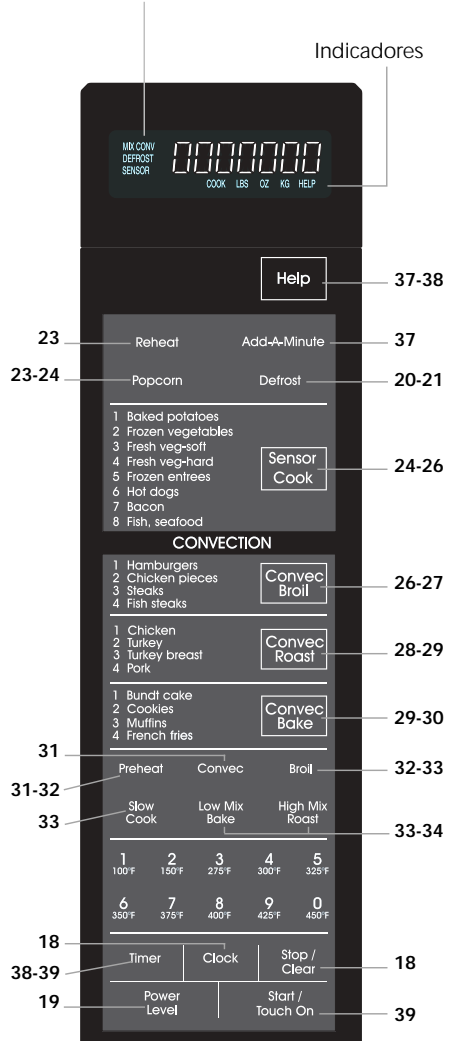 Indicadores
MIX CONV
DEFROST
SENSOR
0000000
COOK LBS OZ KG HELP
Help
37-38
23
Reheat
Add-A-Minute
37
23-24
Popcorn
Defrost
20-21
1 Baked potatoes
2 Frozen vegetables
3 Fresh veg-soft
4 Fresh veg-hard
5 Frozen entrees
6 Hot dogs
7 Bacon
8 Fish, seafood
Sensor
Cook
24-26
CONVECTION
1 Hamburgers
2 Chicken pieces
3 Steaks
4 Fish steaks
Convec
Broil
26-27
1 Chicken
2 Turkey
3 Turkey breast
4 Pork
Convec
Roast
28-29
1 Bundt cake
2 Cookies
3 Muffins
4 French fries
Convec
Bake
29-30
31
Preheat
Convec
Broil
31-32
32-33
Slow
Cook
Low Mix
Bake
High Mix
Roast
33
33-34
1 2 3 4 5
100°F 150°F 275°F 300°F 325°F
6 7 8 9 0
350°F 375°F 400°F 425°F 450°F
18
Timer
Clock
Stop /
Clear
18
38-39
19
Power
Level
Start /
Touch On
39